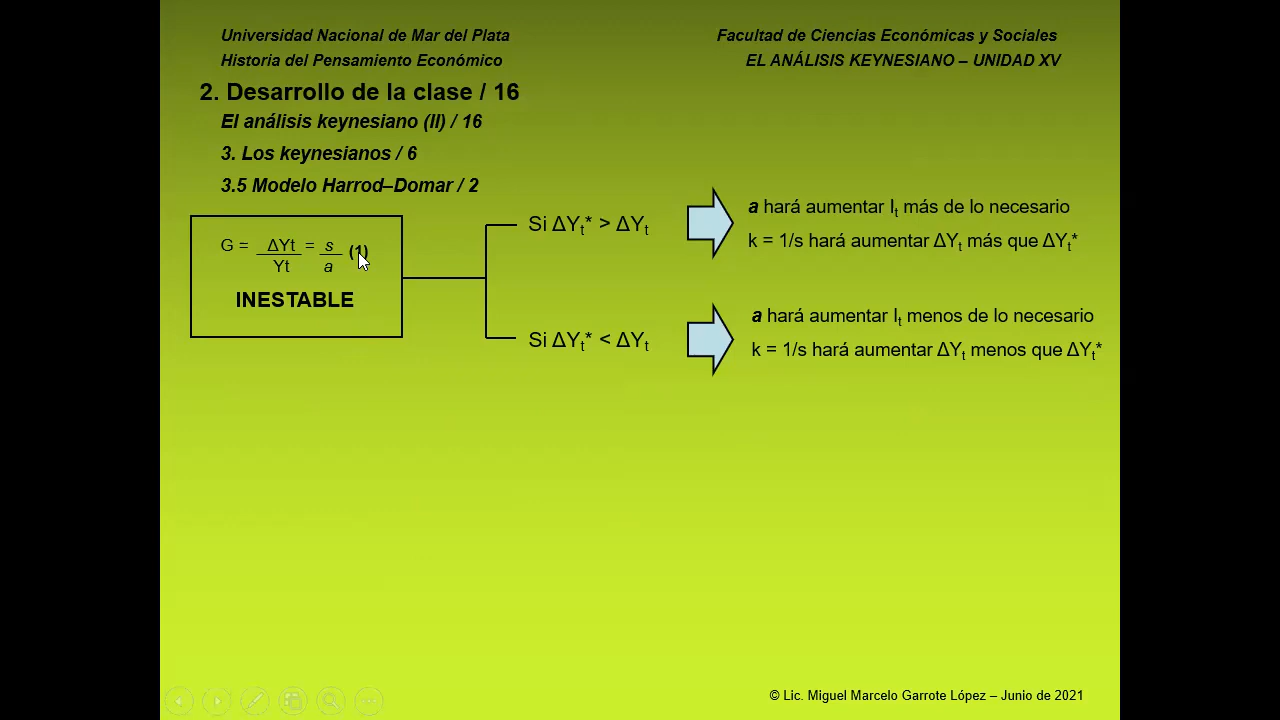 Universidad Nacional de Mar del Plata
Facultad de Ciencias Económicas y Sociales
Historia del Pensamiento Económico
EL ANÁLISIS KEYNESIANO – UNIDAD XV
2. Desarrollo de la clase / 16
El análisis keynesiano (II) / 16
3. Los keynesianos / 6
3.5 Modelo Harrod–Domar / 2
G = ΔYt / Yt = s / a (1)
INESTABLE
Si ΔYt* > ΔYt
a hará aumentar It más de lo necesario
k = 1/s hará aumentar ΔYt más que ΔYt*
Si ΔYt* < ΔYt
a hará aumentar It menos de lo necesario
k = 1/s hará aumentar ΔYt menos que ΔYt*
© Lic. Miguel Marcelo Garrote López – Junio de 2021